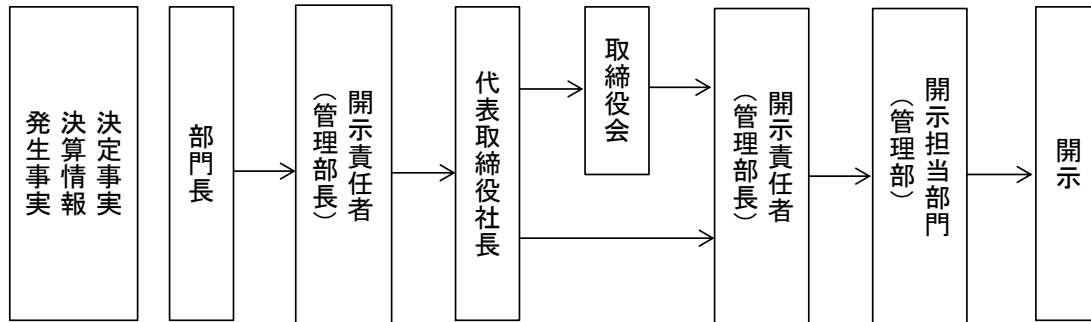 決定事実
決算情報
発生事実
部門長
開示責任者
（管理部長）
代表取締役社長
取締役会
開示責任者
（管理部長）
開示担当部門
（管理部）
開示